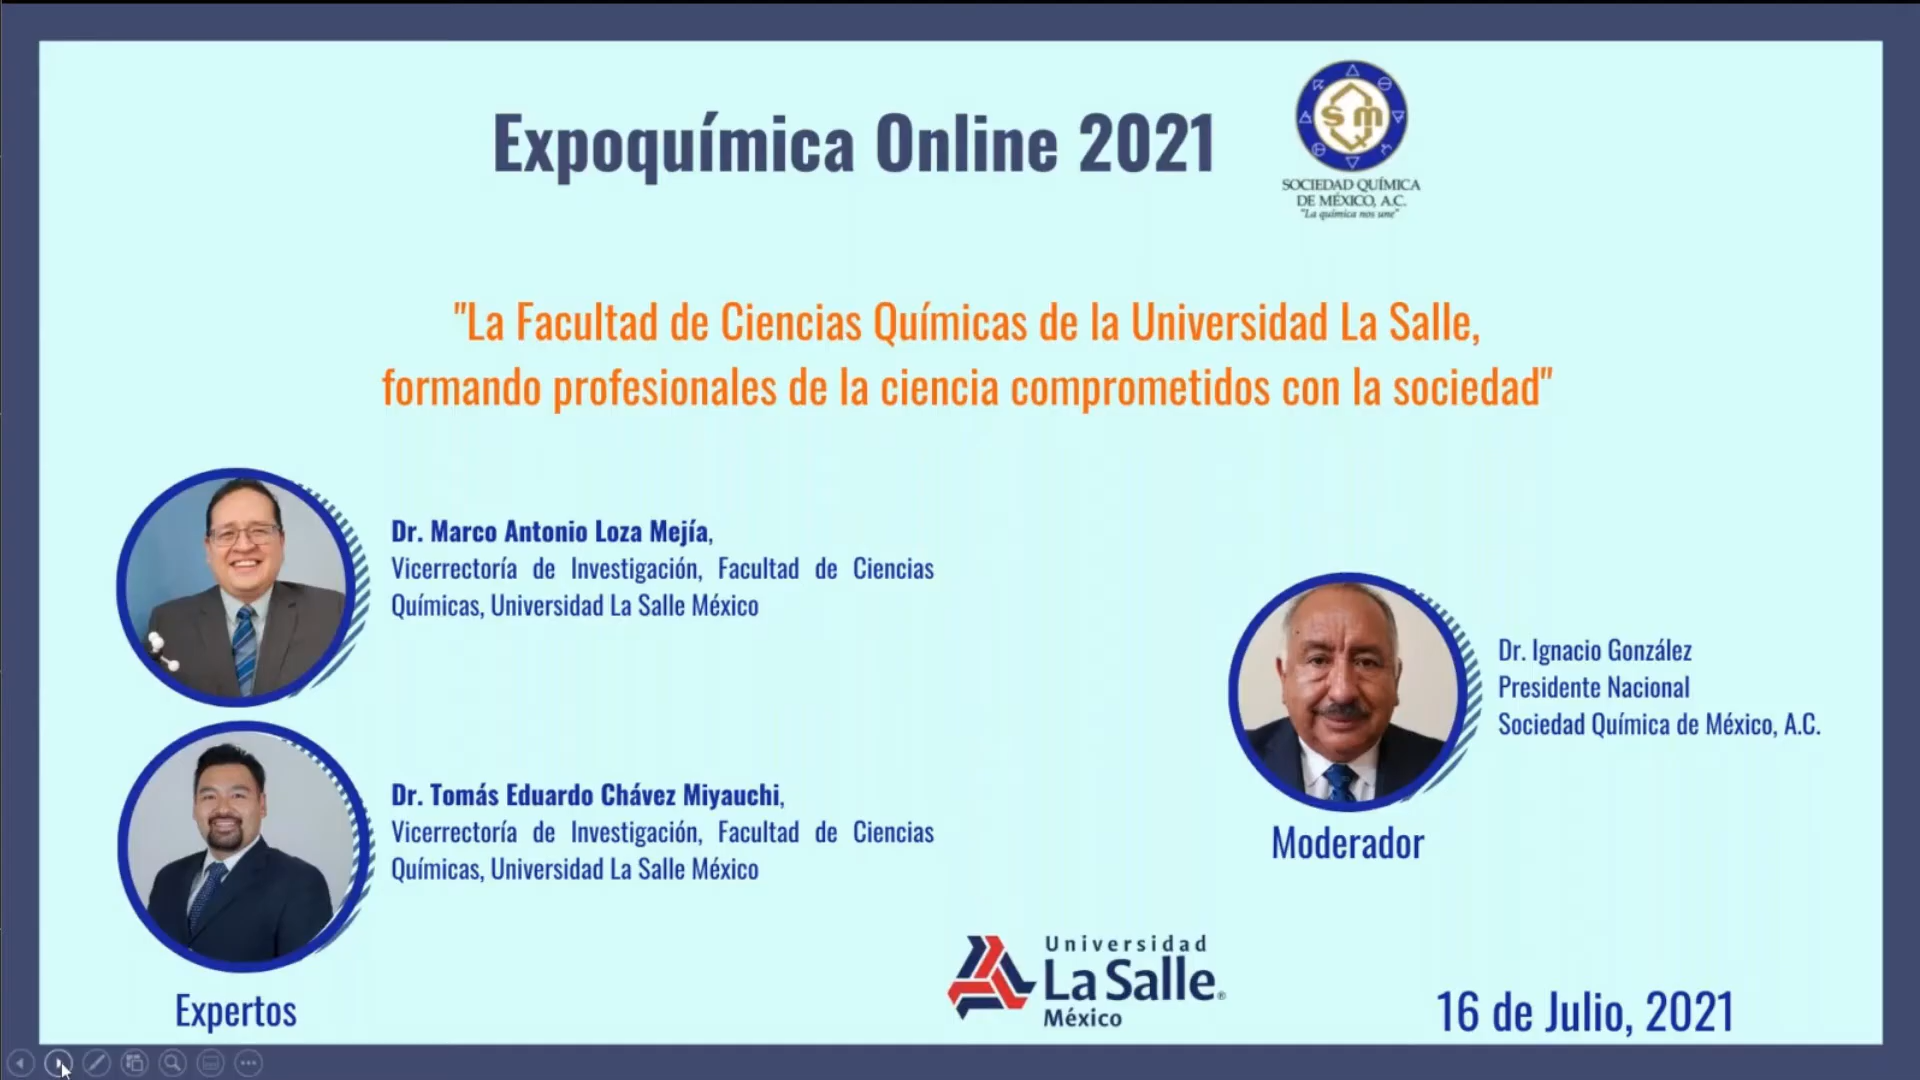 Expoquímica Online 2021
SQM
SOCIEDAD QUÍMICA
DE MÉXICO, A.C.
"La química nos une"
"La Facultad de Ciencias Químicas de la Universidad La Salle,
formando profesionales de la ciencia comprometidos con la sociedad"
Dr. Marco Antonio Loza Mejía,
Vicerrectoría de Investigación, Facultad de Ciencias
Químicas, Universidad La Salle México
Dr. Tomás Eduardo Chávez Miyauchi,
Vicerrectoría de Investigación, Facultad de Ciencias
Químicas, Universidad La Salle México
Expertos
Dr. Ignacio González
Presidente Nacional
Sociedad Química de México, A.C.
Moderador
Universidad
La Salle®
México
16 de Julio, 2021